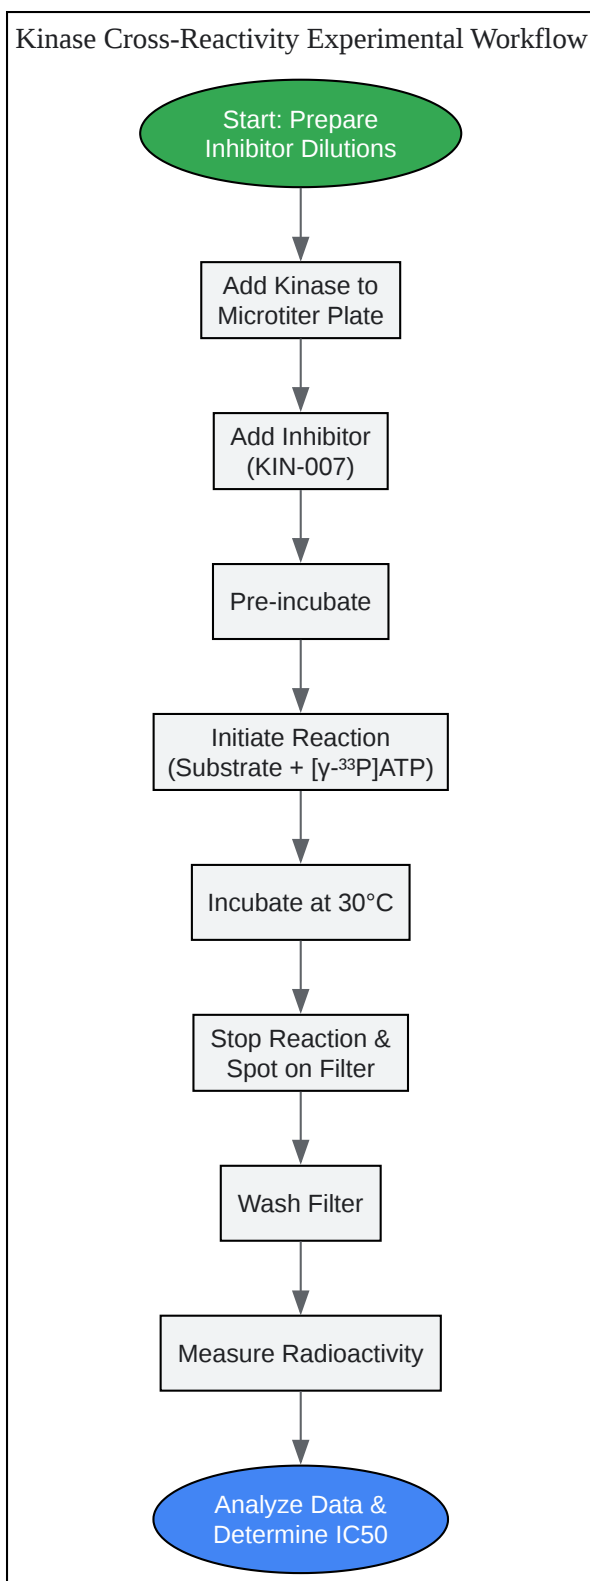 Kinase Cross-Reactivity Experimental Workflow
Start: Prepare
Inhibitor Dilutions
Add Kinase to
Microtiter Plate
Add Inhibitor
(KIN-007)
Pre-incubate
Initiate Reaction
(Substrate + [γ-³³P]ATP)
Incubate at 30°C
Stop Reaction &
Spot on Filter
Wash Filter
Measure Radioactivity
Analyze Data &
Determine IC50